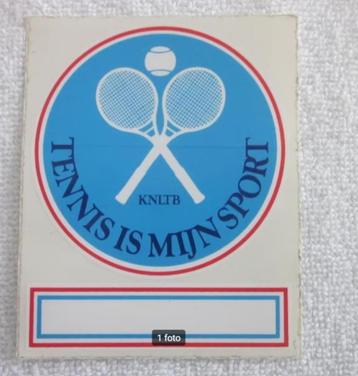 KNLTB
TENNIS IS MIJN SPORT
1 foto